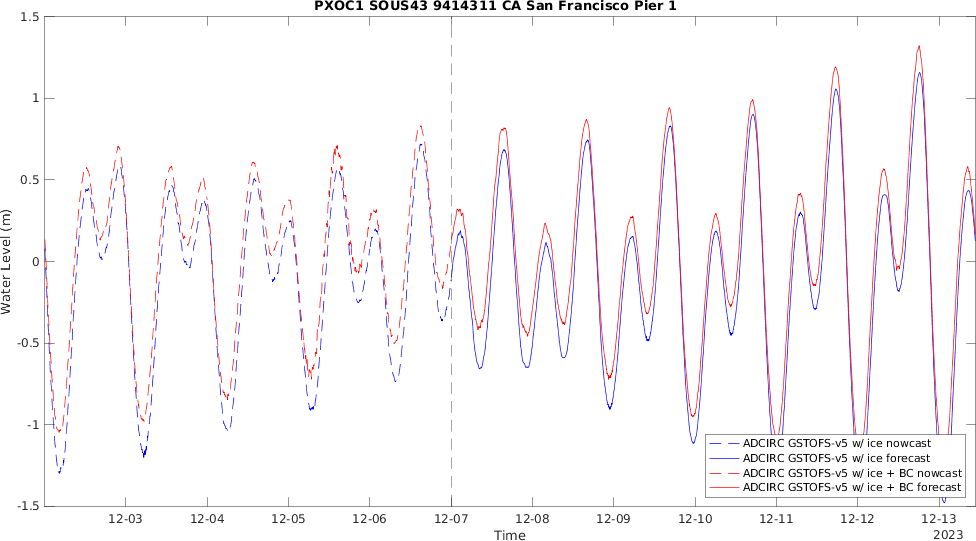 PXOC1 SOUS43 9414311 CA San Francisco Pier 1
1.5
1
0.5
0
-0.5
-1
-1.5
Water Level (m)
12-03 12-04 12-05 12-06 12-07 12-08 12-09 12-10 12-11 12-12 12-13
Time
2023
ADCIRC GSTOFS-v5 w/ ice nowcast
ADCIRC GSTOFS-v5 w/ ice forecast
ADCIRC GSTOFS-v5 w/ ice + BC nowcast
ADCIRC GSTOFS-v5 w/ ice + BC forecast